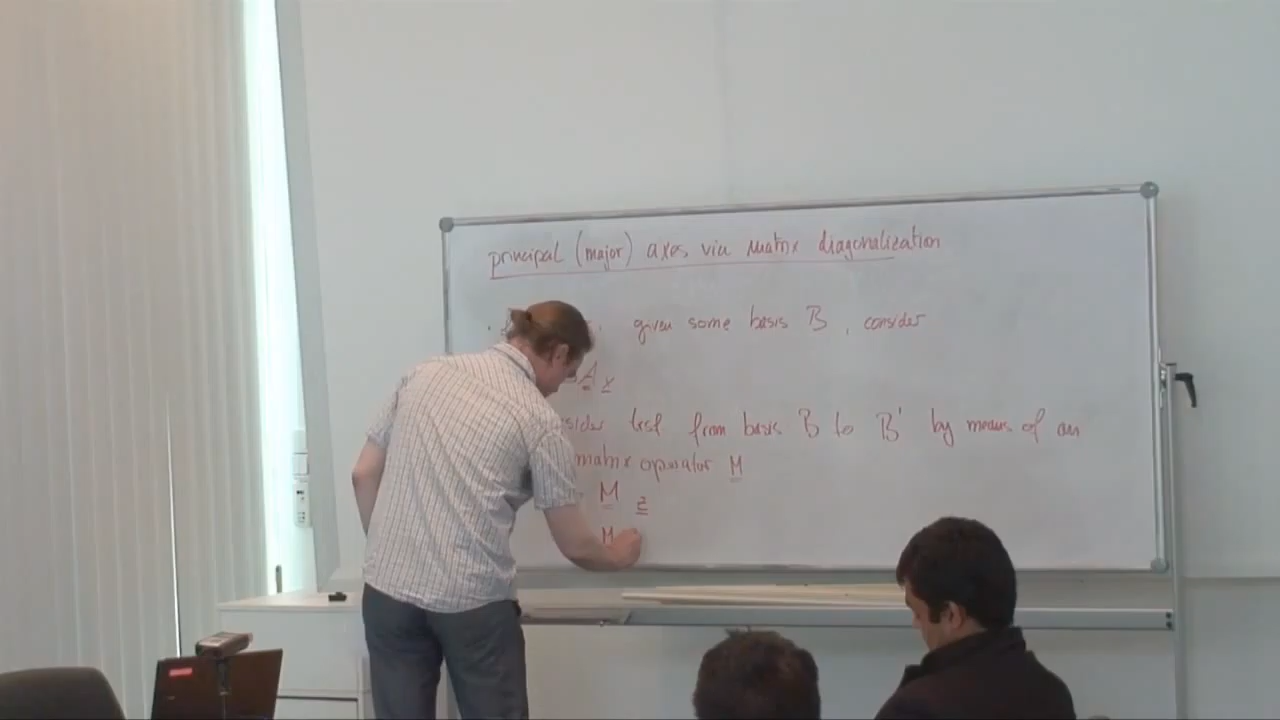 principal (major) axes via matrix diagonalization
given some basis B, consider
A x
from basis B to B' by means of an
matrix operator M
= M z
M